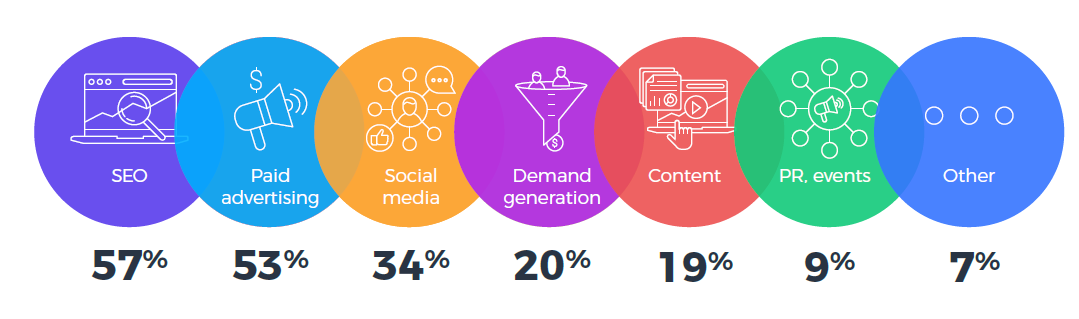 SEO
Paid
advertising
Social
media
Demand
generation
Content
PR, events
Other
57%
53%
34%
20%
19%
9%
7%